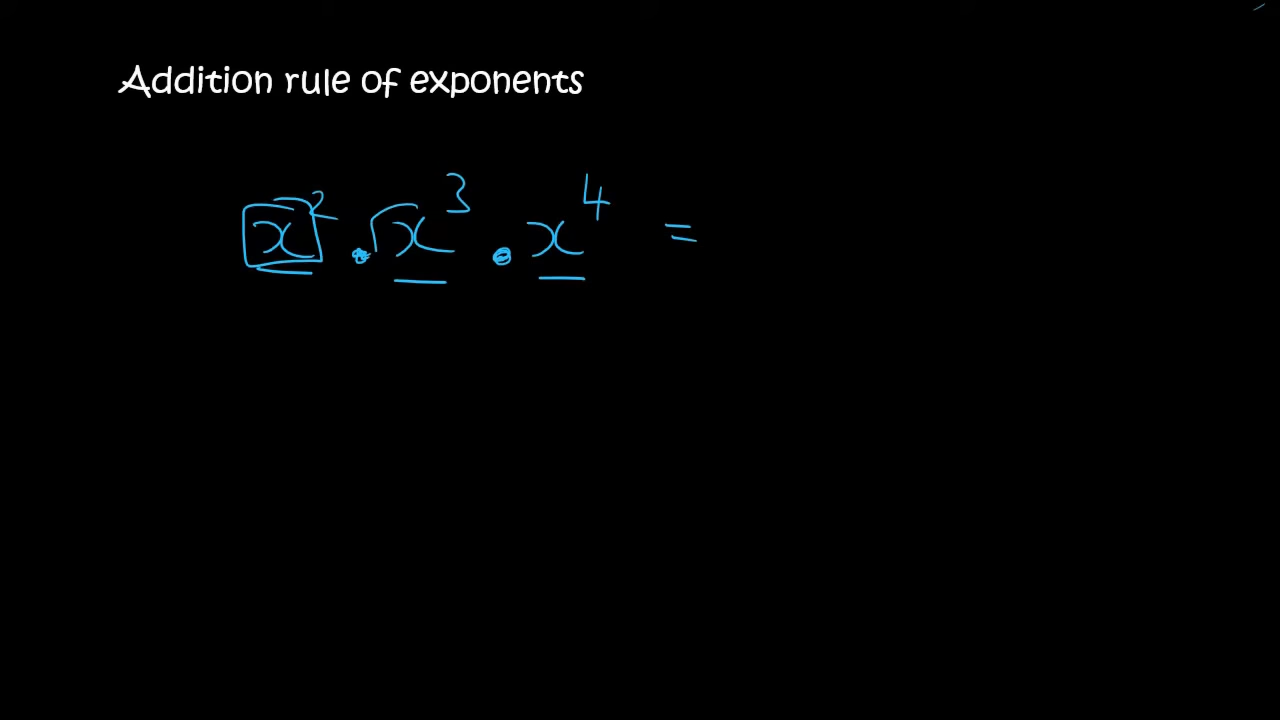 Addition rule of exponents
x² . x³ . x⁴ =